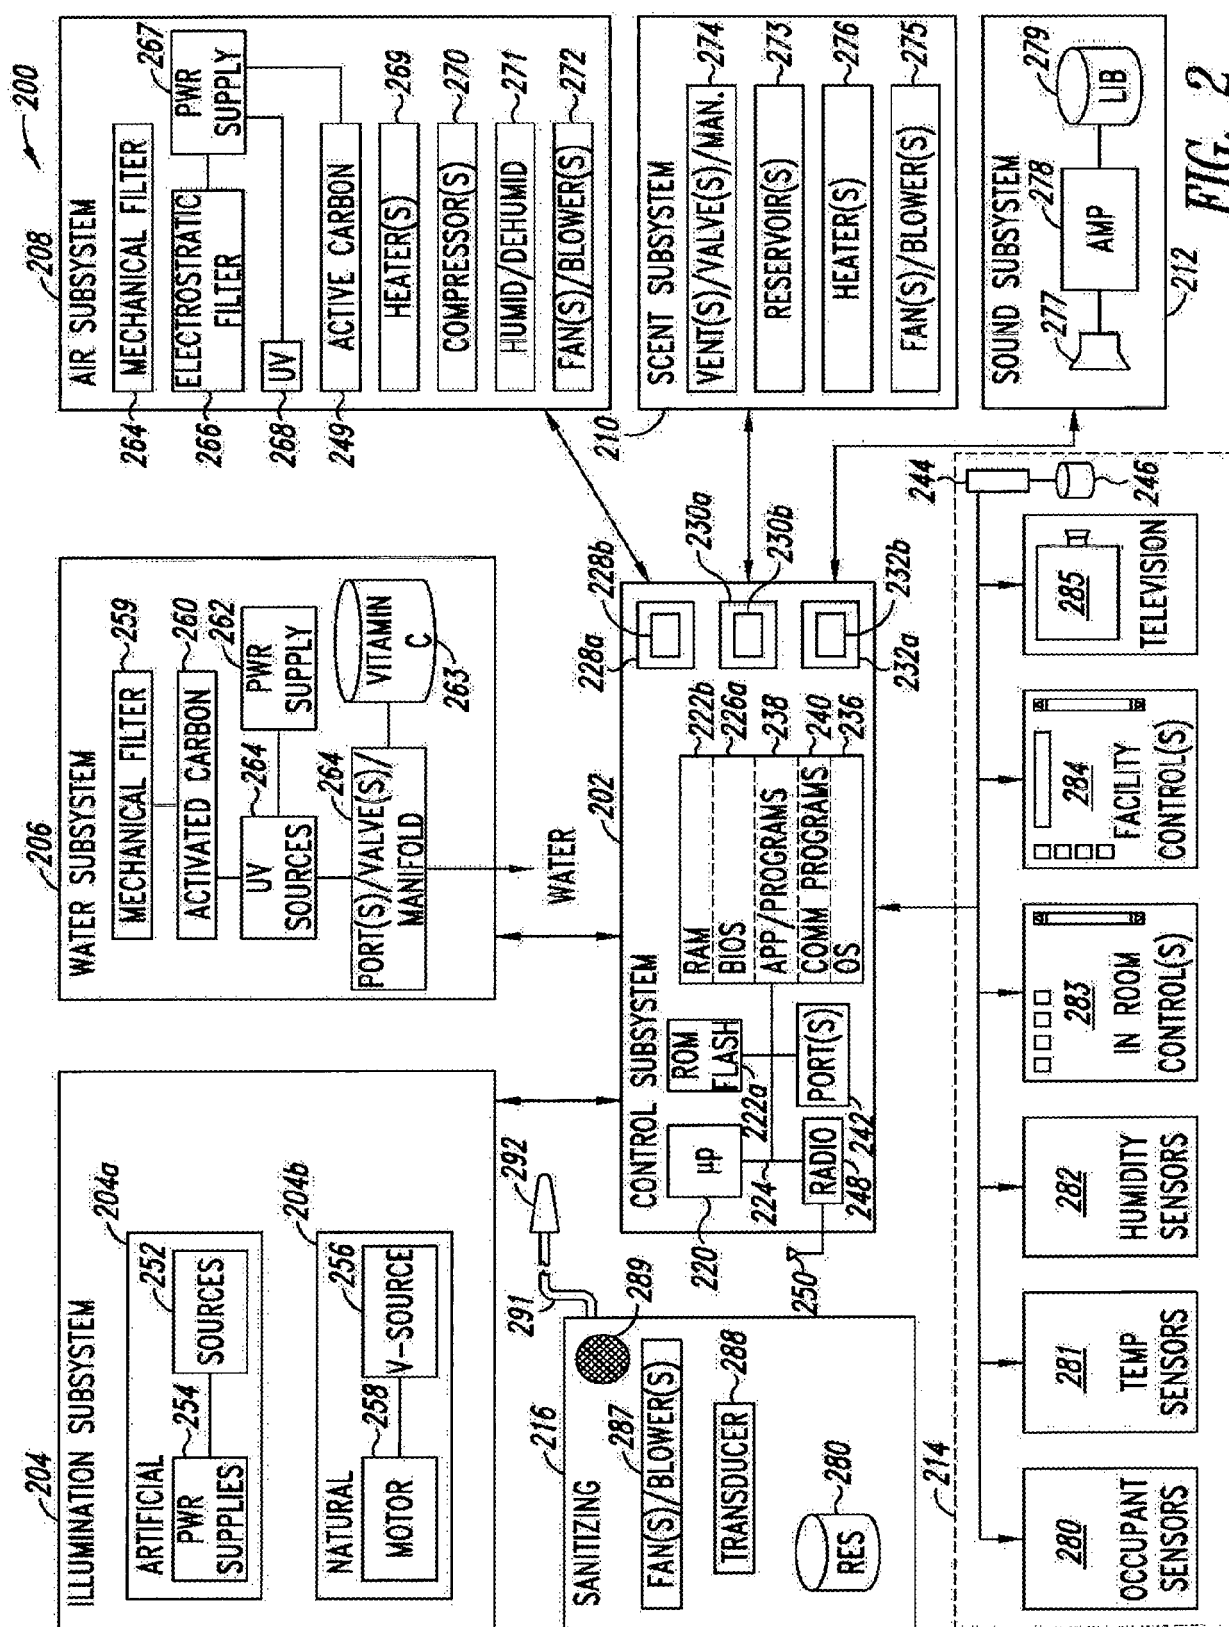 200
204
ILLUMINATION SUBSYSTEM
204a
ARTIFICIAL
254
PWR
SUPPLIES
252
SOURCES
204b
NATURAL
258
MOTOR
256
V-SOURCE
206
WATER SUBSYSTEM
MECHANICAL FILTER
259
ACTIVATED CARBON
260
264
UV
SOURCES
262
PWR
SUPPLY
264
PORT(S)/VALVE(S)/
MANIFOLD
VITAMIN
C
263
WATER
208
AIR SUBSYSTEM
264
MECHANICAL FILTER
267
PWR
SUPPLY
266
ELECTROSTRATIC
FILTER
268
UV
249
ACTIVE CARBON
HEATER(S)
269
COMPRESSOR(S)
270
HUMID/DEHUMID
271
FAN(S)/BLOWER(S)
272
216
SANITIZING
287
FAN(S)/BLOWER(S)
289
291
292
TRANSDUCER
288
280
RES
202
CONTROL SUBSYSTEM
220
µp
ROM
FLASH
222a
224
RADIO
248
250
PORT(S)
242
RAM
222b
BIOS
226a
APP/PROGRAMS
238
COMM PROGRAMS
240
OS
236
228a
228b
230a
230b
232a
232b
210
SCENT SUBSYSTEM
VENT(S)/VALVE(S)/MAN.
274
RESERVOIR(S)
273
HEATER(S)
276
FAN(S)/BLOWER(S)
275
SOUND SUBSYSTEM
277
AMP
278
LIB
279
212
214
244
246
280
OCCUPANT
SENSORS
281
TEMP
SENSORS
282
HUMIDITY
SENSORS
283
IN ROOM
CONTROL(S)
284
FACILITY
CONTROL(S)
285
TELEVISION
FIG. 2